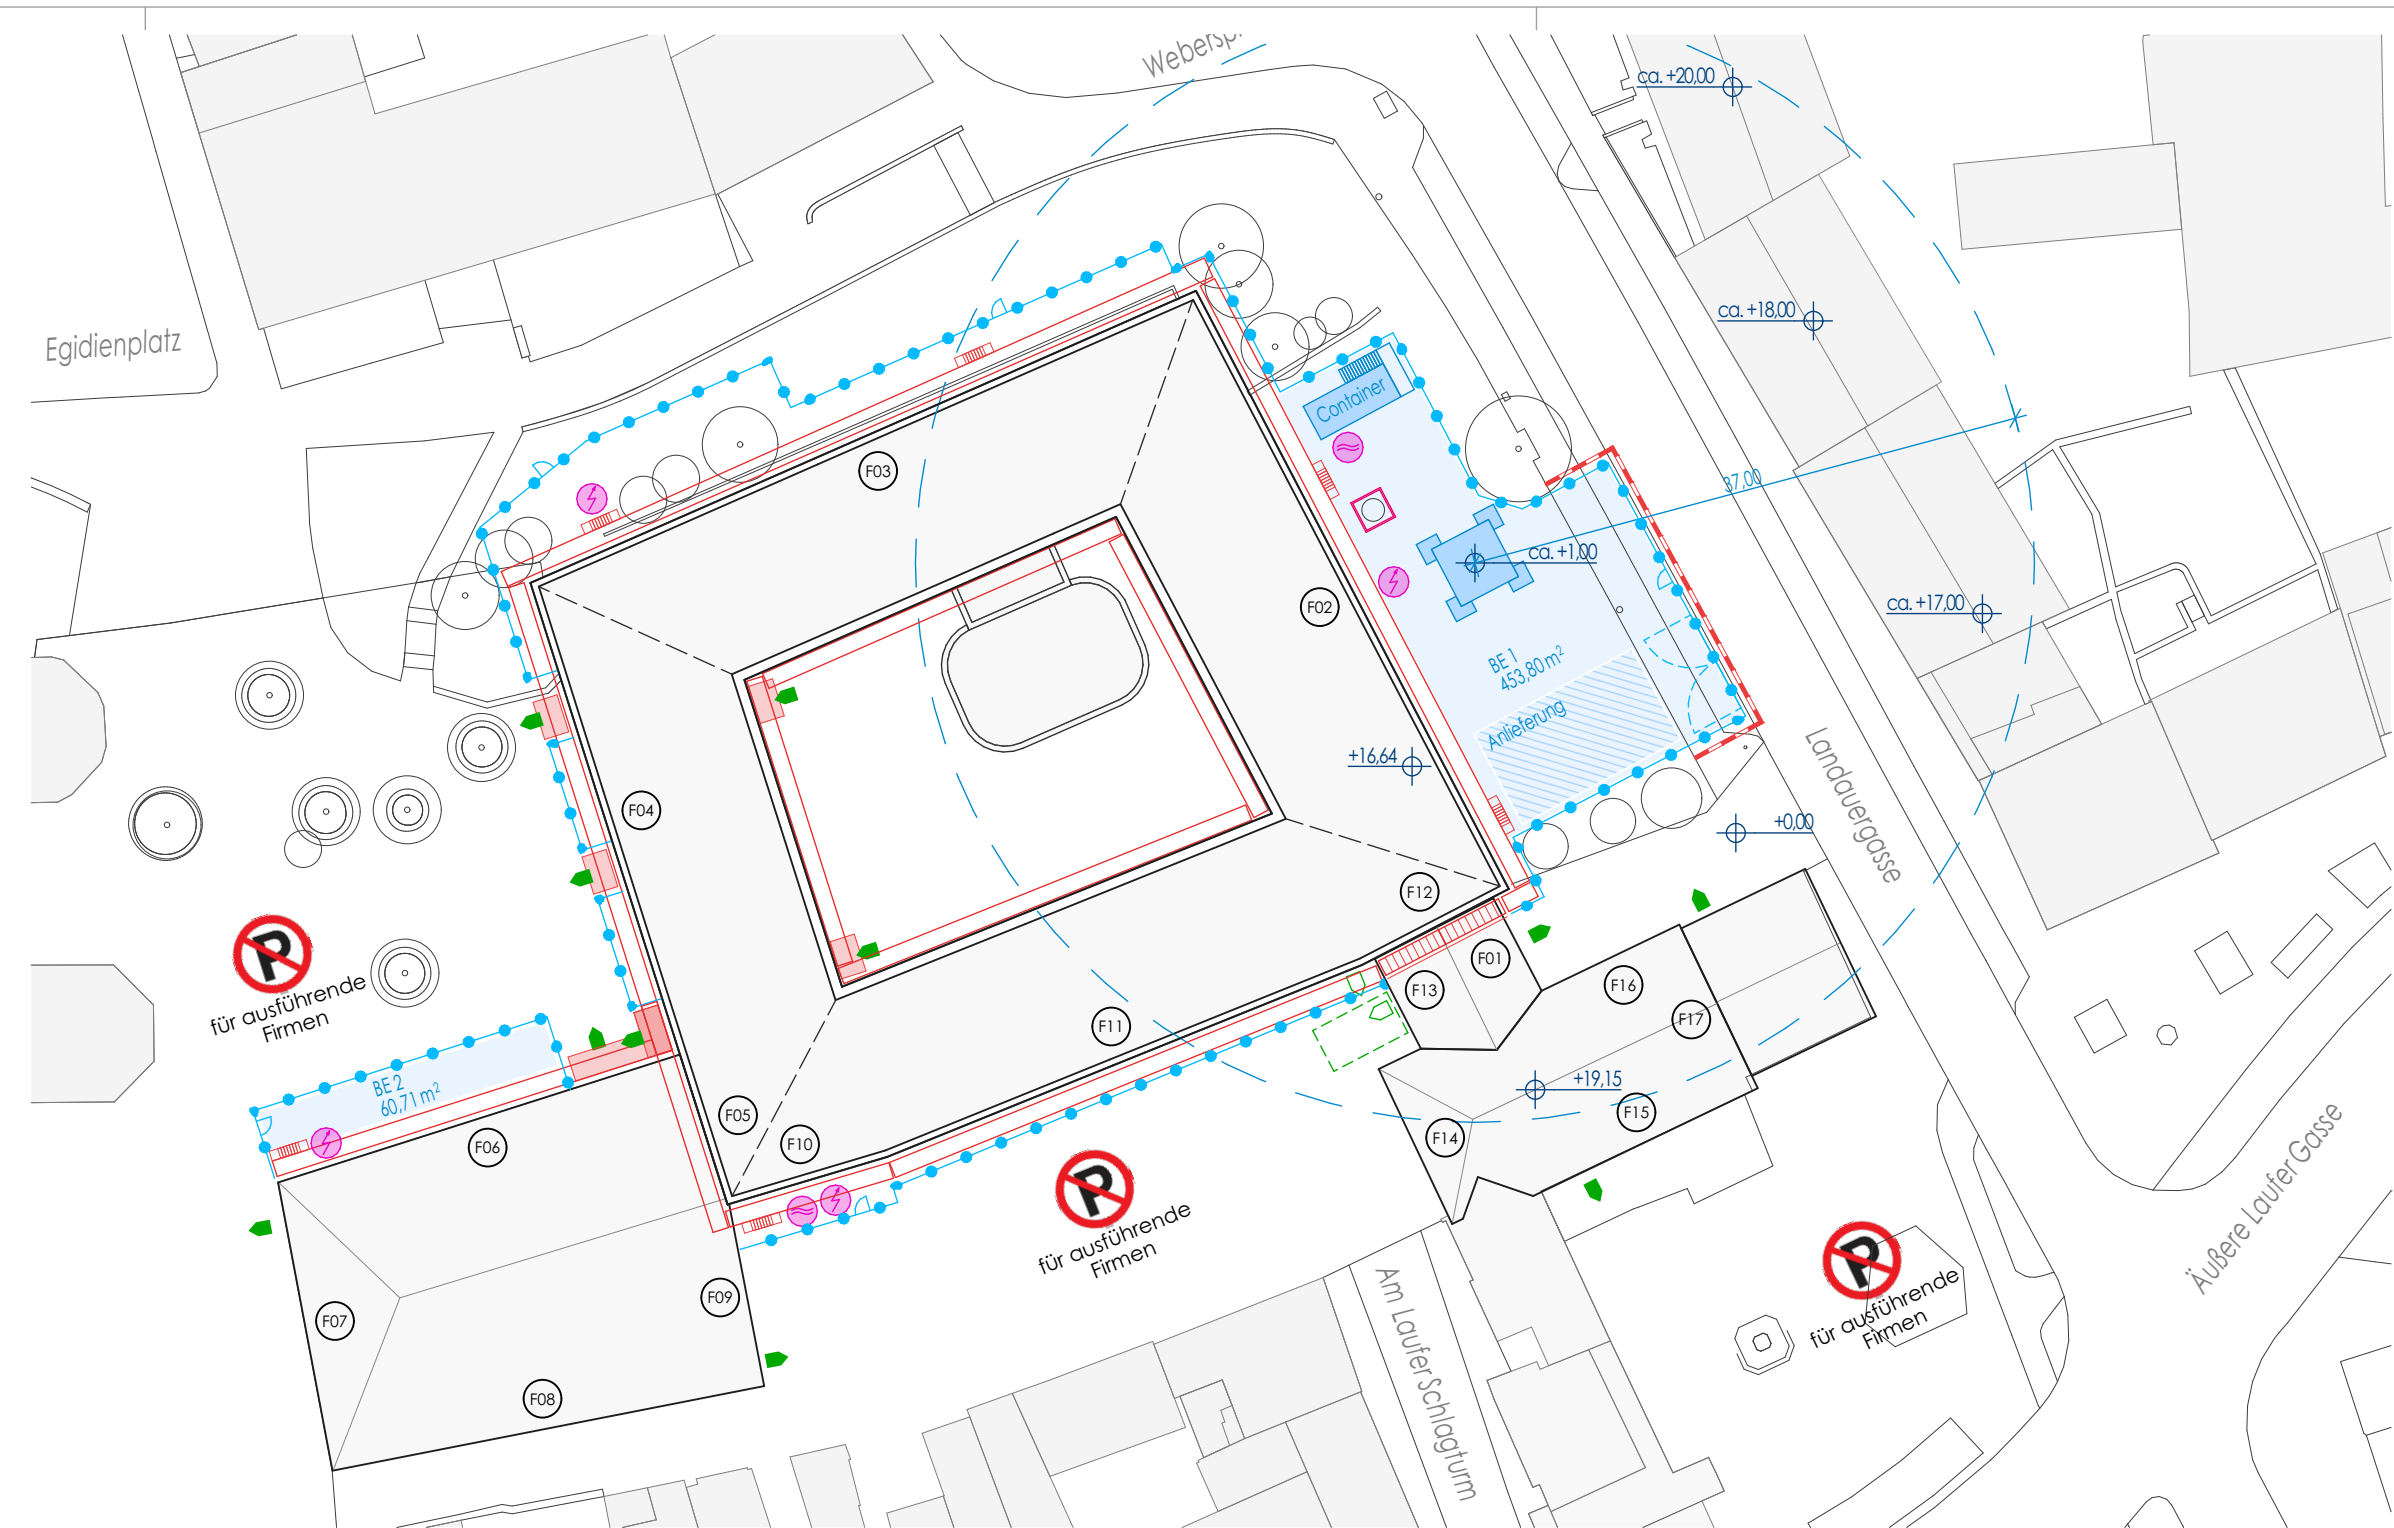 ca. +20,00
Egidienplatz
ca. +18,00
Container
F03
37,00
ca. +1,00
ca. +17,00
F02
BE 1
453,80 m²
Anlieferung
+16,64
Landauergasse
F04
+0,00
F12
F01
F13
F16
F17
P
für ausführende
Firmen
F11
BE 2
60,71 m²
+19,15
F05
F10
F06
F14
F15
P
für ausführende
Firmen
Äußere Laufer Gasse
P
für ausführende
Firmen
Am Laufer Schlagturm
F09
F07
F08